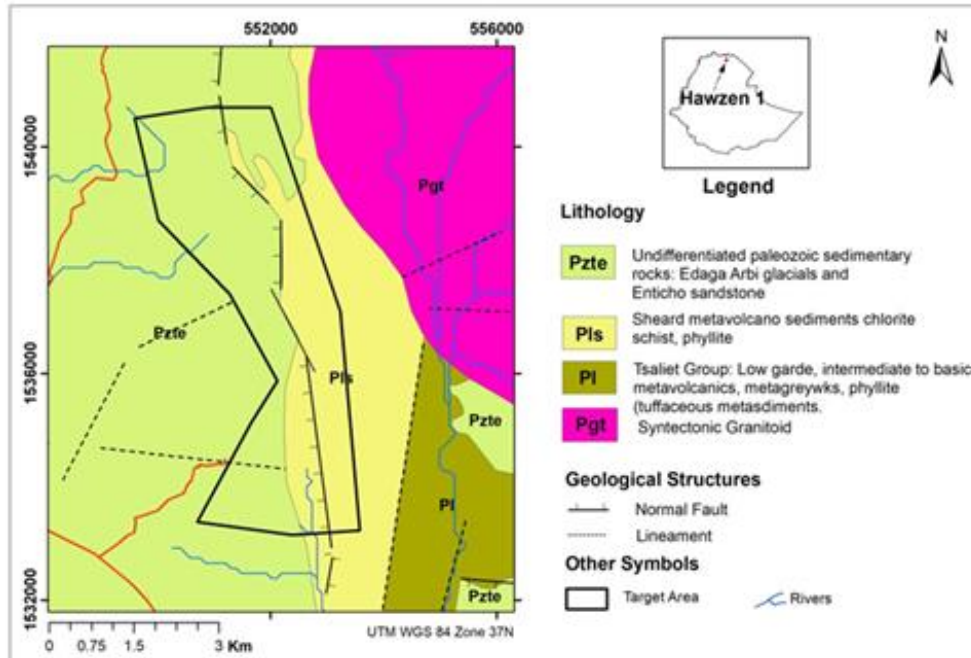 552000
556000
1540000
1536000
1532000
Pgt
Pzte
Pls
Pzte
Pl
Pzte
0 0.75 1.5 3 Km
UTM WGS 84 Zone 37N
N
Hawzen 1
Legend
Lithology
Pzte
Undifferentiated paleozoic sedimentary
rocks: Edaga Arbi glacials and
Enticho sandstone
Pls
Sheard metavolcano sediments chlorite
schist, phyllite
Pl
Tsaliet Group: Low garde, intermediate to basic
metavolcanics, metagreywks, phyllite
(tuffaceous metasdiments.
Pgt
Syntectonic Granitoid
Geological Structures
Normal Fault
Lineament
Other Symbols
Target Area
Rivers